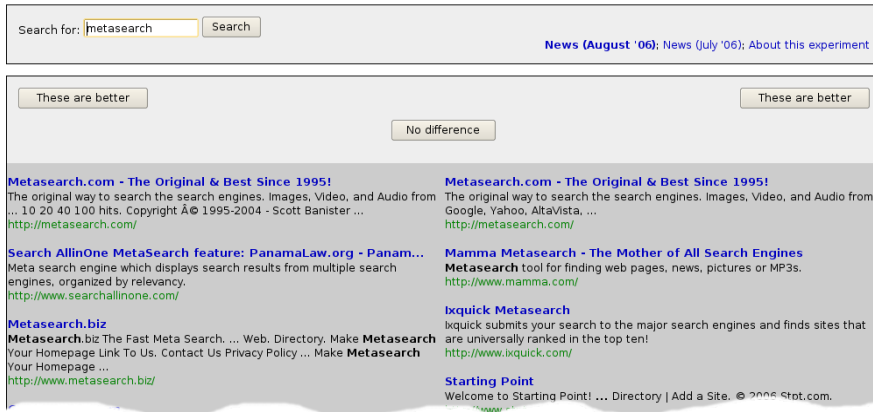 Search for: metasearch Search
News (August '06); News (July '06); About this experiment
These are better
These are better
No difference
Metasearch.com - The Original & Best Since 1995!
The original way to search the search engines. Images, Video, and Audio from
... 10 20 40 100 hits. Copyright Â© 1995-2004 - Scott Banister ...
http://metasearch.com/
Search AllinOne MetaSearch feature: PanamaLaw.org - Panam...
Meta search engine which displays search results from multiple search
engines, organized by relevancy.
http://www.searchallinone.com/
Metasearch.biz
Metasearch.biz The Fast Meta Search. ... Web. Directory. Make Metasearch
Your Homepage Link To Us. Contact Us Privacy Policy ... Make Metasearch
Your Homepage ...
http://www.metasearch.biz/
Metasearch.com - The Original & Best Since 1995!
The original way to search the search engines. Images, Video, and Audio from
Google, Yahoo, AltaVista, ...
http://metasearch.com/
Mamma Metasearch - The Mother of All Search Engines
Metasearch tool for finding web pages, news, pictures or MP3s.
http://www.mamma.com/
Ixquick Metasearch
Ixquick submits your search to the major search engines and finds sites that
are universally ranked in the top ten!
http://www.ixquick.com/
Starting Point
Welcome to Starting Point! ... Directory | Add a Site. © 2006 Stpt.com.